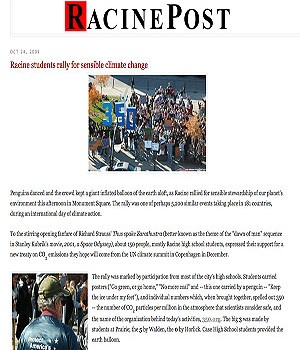 RACINEPOST
OCT 24, 2009
Racine students rally for sensible climate change
350
Penguins danced and the crowd kept a giant inflated balloon of the earth aloft, as Racine rallied for sensible stewardship of our planet's
environment this afternoon in Monument Square. The rally was one of perhaps 5,200 similar events taking place in 181 countries,
during an international day of climate action.
To the stirring opening fanfare of Richard Strauss' Thus spake Zarathustra (better known as the theme of the "dawn of man" sequence
in Stanley Kubrik's movie, 2001, a Space Odyssey), about 150 people, mostly Racine high school students, expressed their support for a
new treaty on CO2 emissions they hope will come from the UN climate summit in Copenhagen in December.
The rally was marked by participation from most of the city's high schools. Students carried
posters ("Go green, or go home," "No more coal" and -- this one carried by a penguin -- "Keep
the ice under my feet"), and individual numbers which, when brought together, spelled out 350
-- the number of CO2 particles per million in the atmosphere that scientists consider safe, and
the name of the organization behind today's activities, 350.org. The big 3 was made by
students at Prairie; the 5 by Walden, the 0 by Horlick. Case High School students provided the
earth balloon.